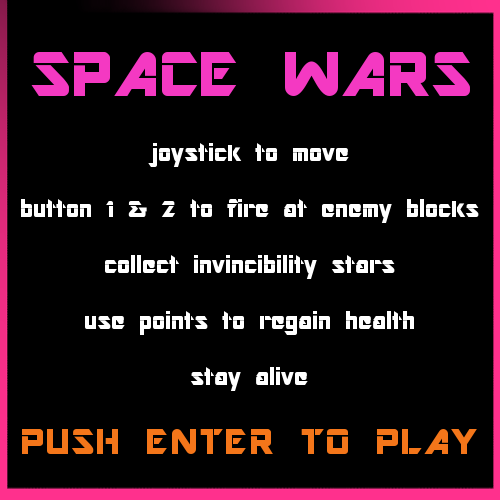 SPACE WARS
joystick to move
button 1 & 2 to fire at enemy blocks
collect invincibility stars
use points to regain health
stay alive
PUSH ENTER TO PLAY